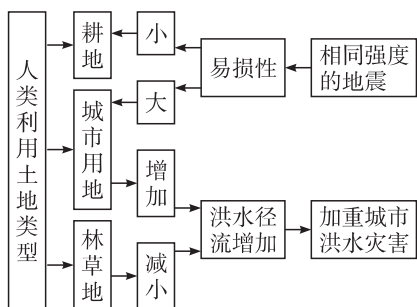 人类利用土地类型
耕地
小
易损性
相同强度
的地震
大
城市用地
增加
洪水径
流增加
加重城市
洪水灾害
林草地
减小